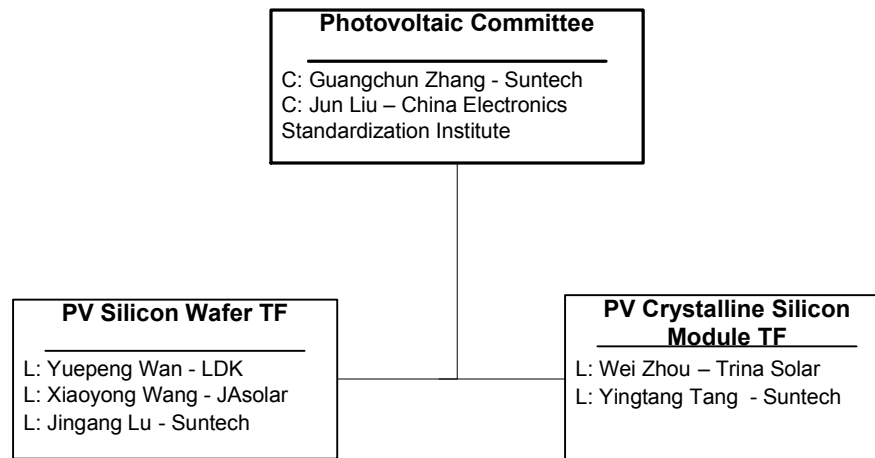 Photovoltaic Committee
C: Guangchun Zhang - Suntech
C: Jun Liu – China Electronics
Standardization Institute
PV Silicon Wafer TF
L: Yuepeng Wan - LDK
L: Xiaoyong Wang - JAsolar
L: Jingang Lu - Suntech
PV Crystalline Silicon
Module TF
L: Wei Zhou – Trina Solar
L: Yingtang Tang - Suntech